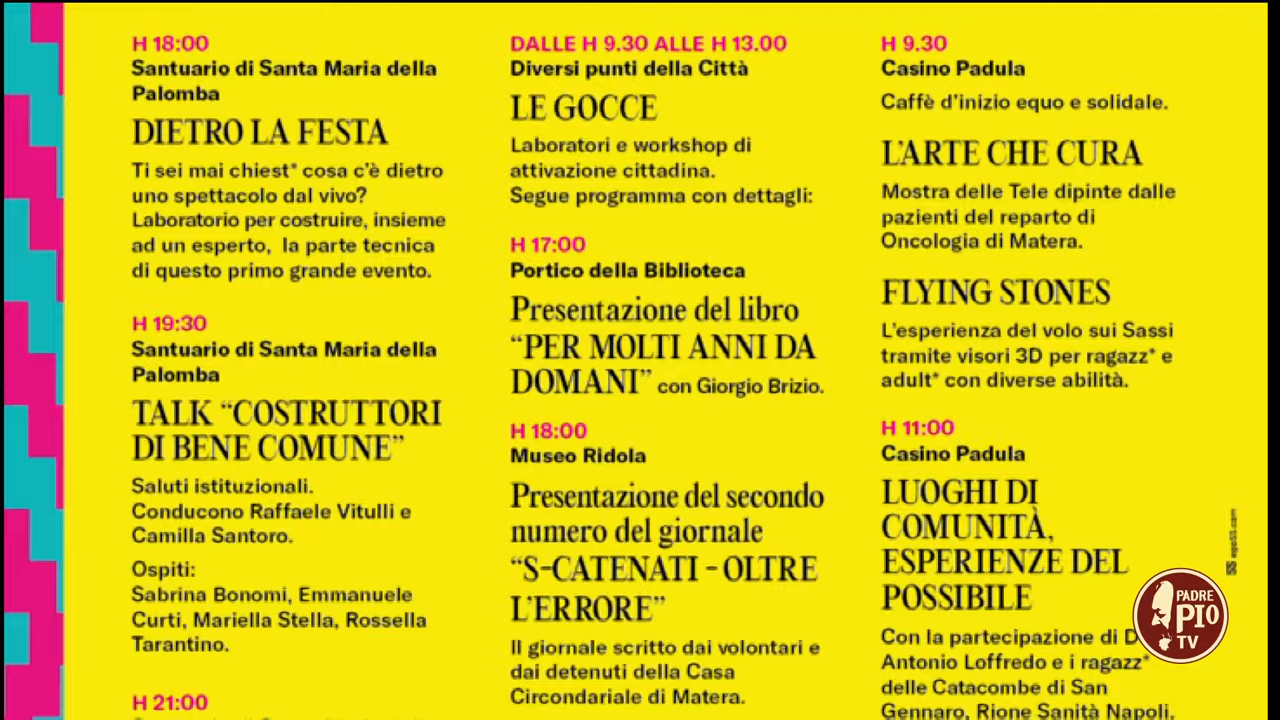 H 18:00
Santuario di Santa Maria della
Palomba
DIETRO LA FESTA
Ti sei mai chiest* cosa c'è dietro
uno spettacolo dal vivo?
Laboratorio per costruire, insieme
ad un esperto, la parte tecnica
di questo primo grande evento.
H 19:30
Santuario di Santa Maria della
Palomba
TALK “COSTRUTTORI
DI BENE COMUNE”
Saluti istituzionali.
Conducono Raffaele Vitulli e
Camilla Santoro.
Ospiti:
Sabrina Bonomi, Emmanuele
Curti, Mariella Stella, Rossella
Tarantino.
H 21:00
DALLE H 9.30 ALLE H 13.00
Diversi punti della Città
LE GOCCE
Laboratori e workshop di
attivazione cittadina.
Segue programma con dettagli:
H 17:00
Portico della Biblioteca
Presentazione del libro
“PER MOLTI ANNI DA
DOMANI” con Giorgio Brizio.
H 18:00
Museo Ridola
Presentazione del secondo
numero del giornale
“S-CATENATI - OLTRE
L'ERRORE”
Il giornale scritto dai volontari e
dai detenuti della Casa
Circondariale di Matera.
H 9.30
Casino Padula
Caffè d'inizio equo e solidale.
L'ARTE CHE CURA
Mostra delle Tele dipinte dalle
pazienti del reparto di
Oncologia di Matera.
FLYING STONES
L'esperienza del volo sui Sassi
tramite visori 3D per ragazz* e
adult* con diverse abilità.
H 11:00
Casino Padula
LUOGHI DI
COMUNITÀ,
ESPERIENZE DEL
POSSIBILE
Con la partecipazione di D
Antonio Loffredo e i ragazz*
delle Catacombe di San
Gennaro, Rione Sanità Napoli.
PADRE
PIO
TV